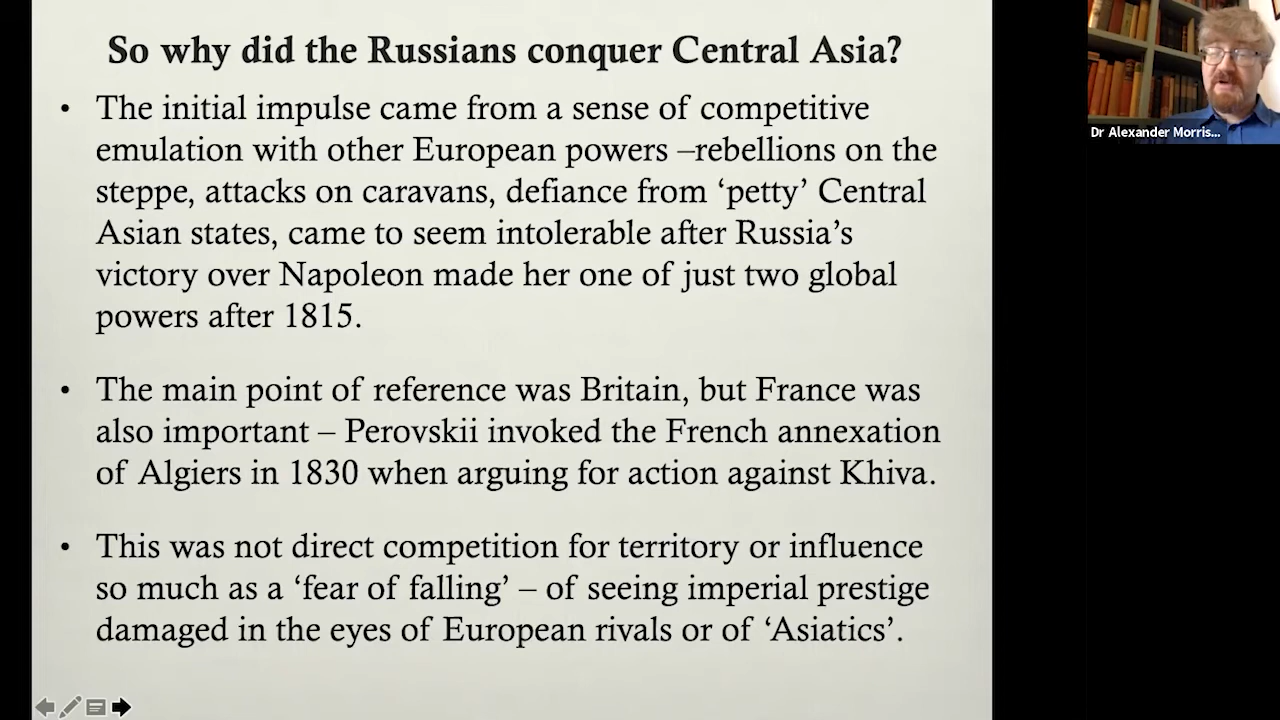 So why did the Russians conquer Central Asia?
• The initial impulse came from a sense of competitive
emulation with other European powers –rebellions on the
steppe, attacks on caravans, defiance from ‘petty’ Central
Asian states, came to seem intolerable after Russia’s
victory over Napoleon made her one of just two global
powers after 1815.
• The main point of reference was Britain, but France was
also important – Perovskii invoked the French annexation
of Algiers in 1830 when arguing for action against Khiva.
• This was not direct competition for territory or influence
so much as a ‘fear of falling’ – of seeing imperial prestige
damaged in the eyes of European rivals or of ‘Asiatics’.
Dr Alexander Morris...